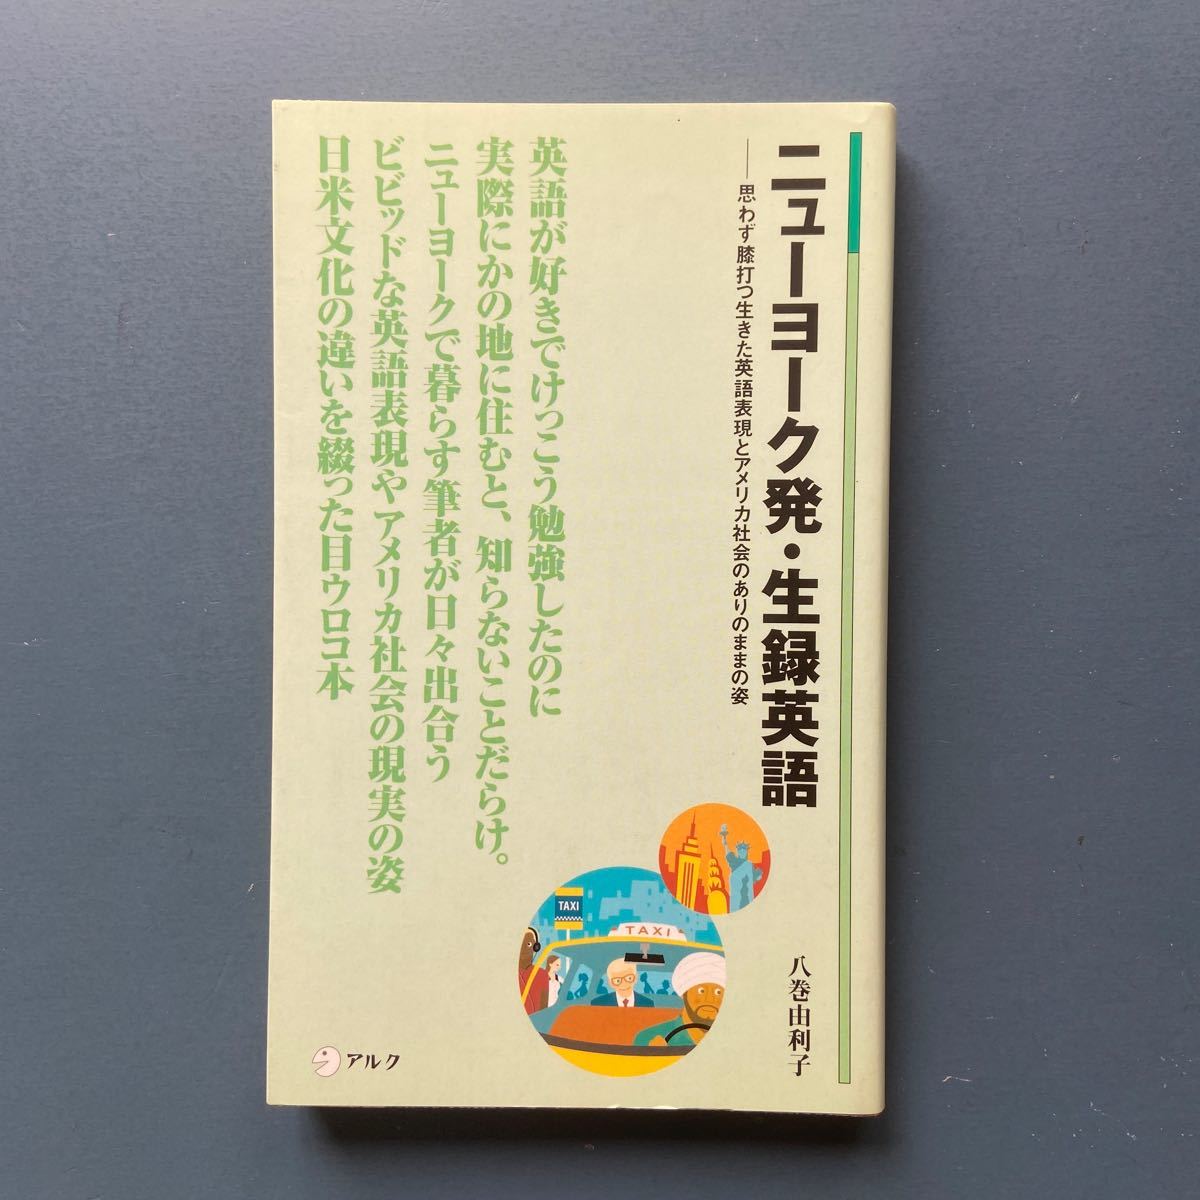 ニューヨーク発・生録英語
──思わず膝打つ生きた英語表現とアメリカ社会のありのままの姿
英語が好きでけっこう勉強したのに
実際にかの地に住むと、知らないことだらけ。
ニューヨークで暮らす筆者が日々出合う
ビビッドな英語表現やアメリカ社会の現実の姿
日米文化の違いを綴った目ウロコ本
八巻由利子
TAXI
TAXI
アルク